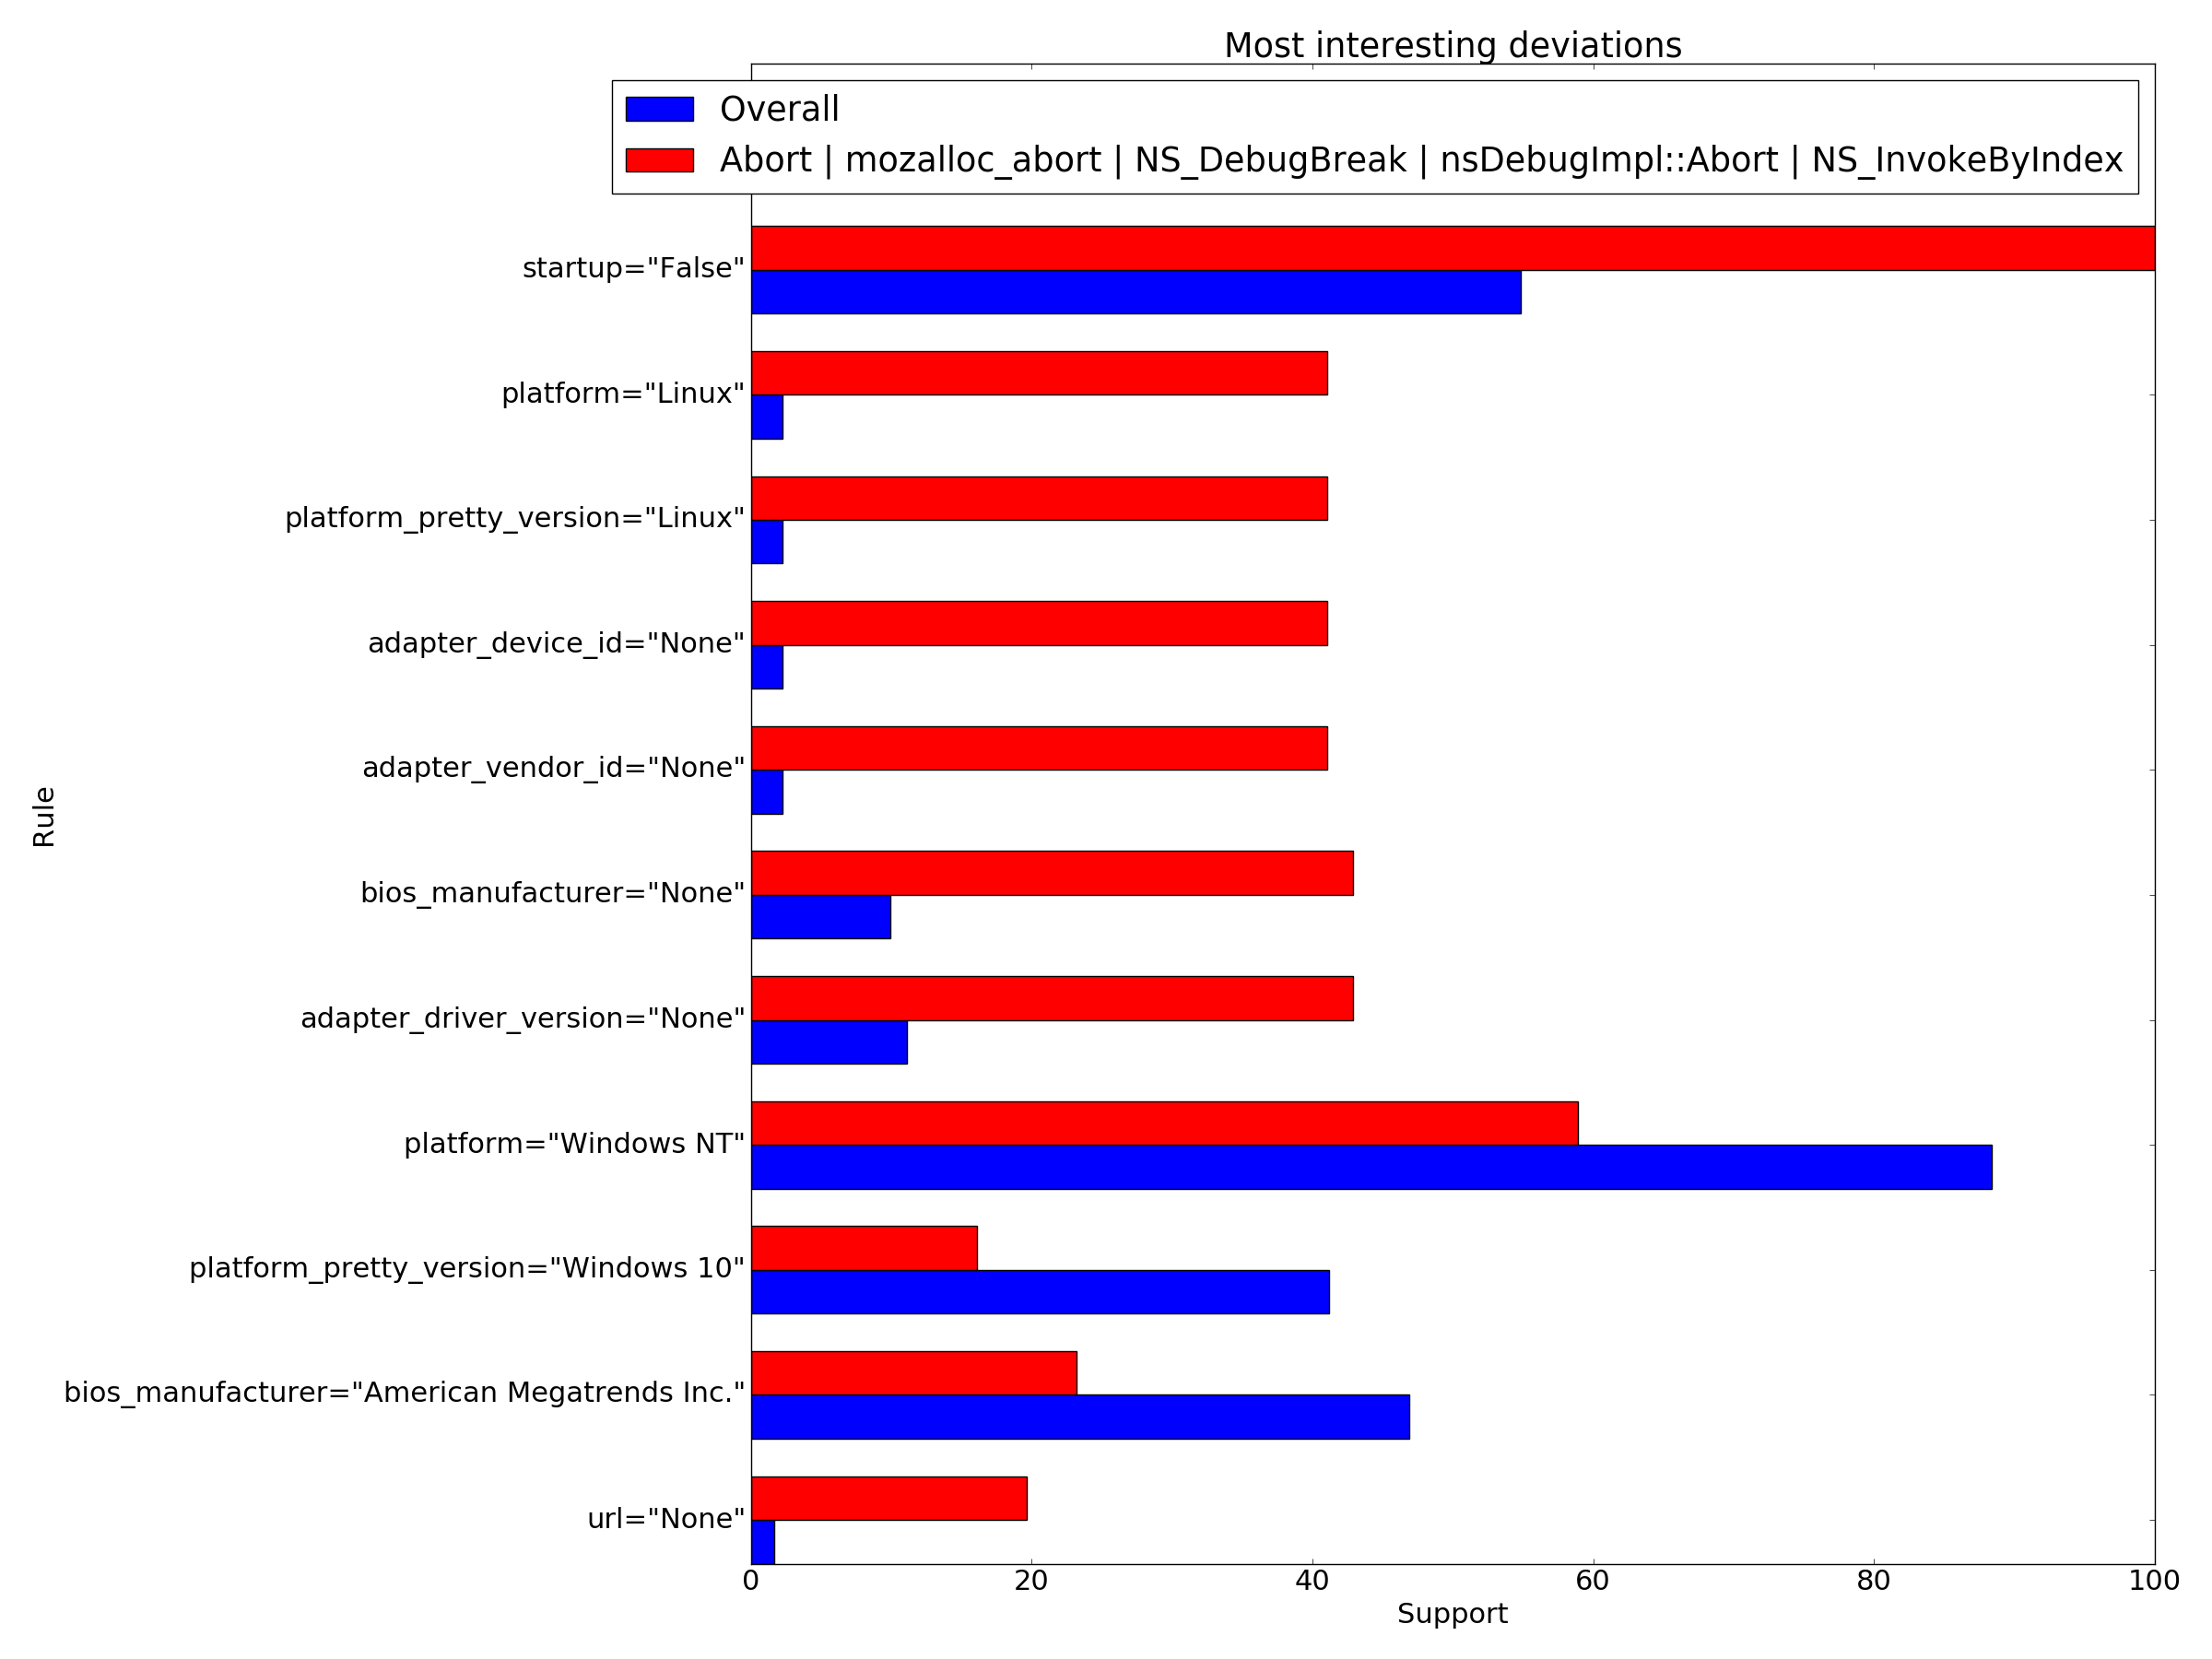 Most interesting deviations
Overall
Abort | mozalloc_abort | NS_DebugBreak | nsDebugImpl::Abort | NS_InvokeByIndex
startup="False"
platform="Linux"
platform_pretty_version="Linux"
adapter_device_id="None"
adapter_vendor_id="None"
Rule
bios_manufacturer="None"
adapter_driver_version="None"
platform="Windows NT"
platform_pretty_version="Windows 10"
bios_manufacturer="American Megatrends Inc."
url="None"
0 20 40 60 80 100
Support